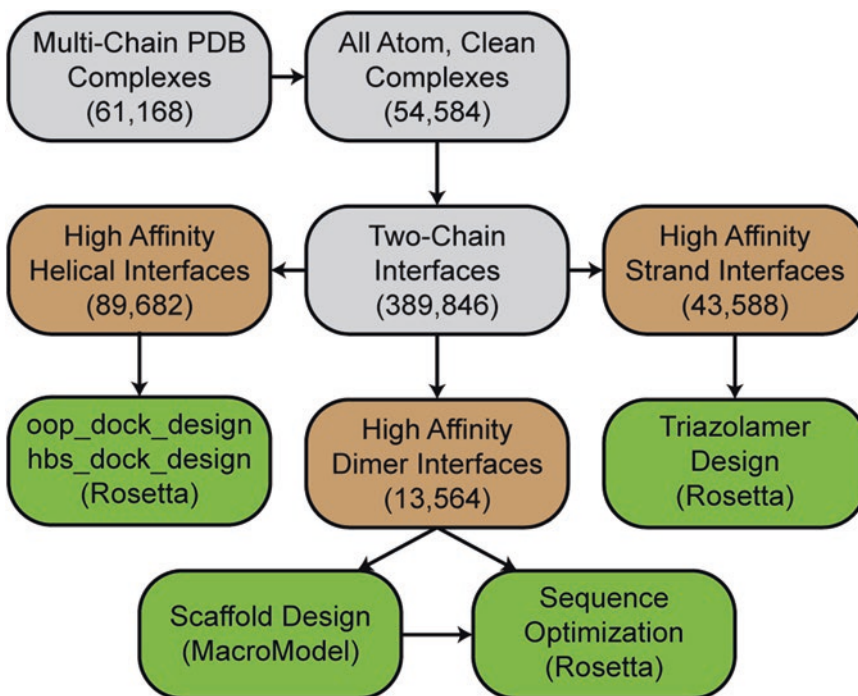 Multi-Chain PDB
Complexes
(61,168)
All Atom, Clean
Complexes
(54,584)
High Affinity
Helical Interfaces
(89,682)
Two-Chain
Interfaces
(389,846)
High Affinity
Strand Interfaces
(43,588)
oop_dock_design
hbs_dock_design
(Rosetta)
High Affinity
Dimer Interfaces
(13,564)
Triazolamer
Design
(Rosetta)
Scaffold Design
(MacroModel)
Sequence
Optimization
(Rosetta)